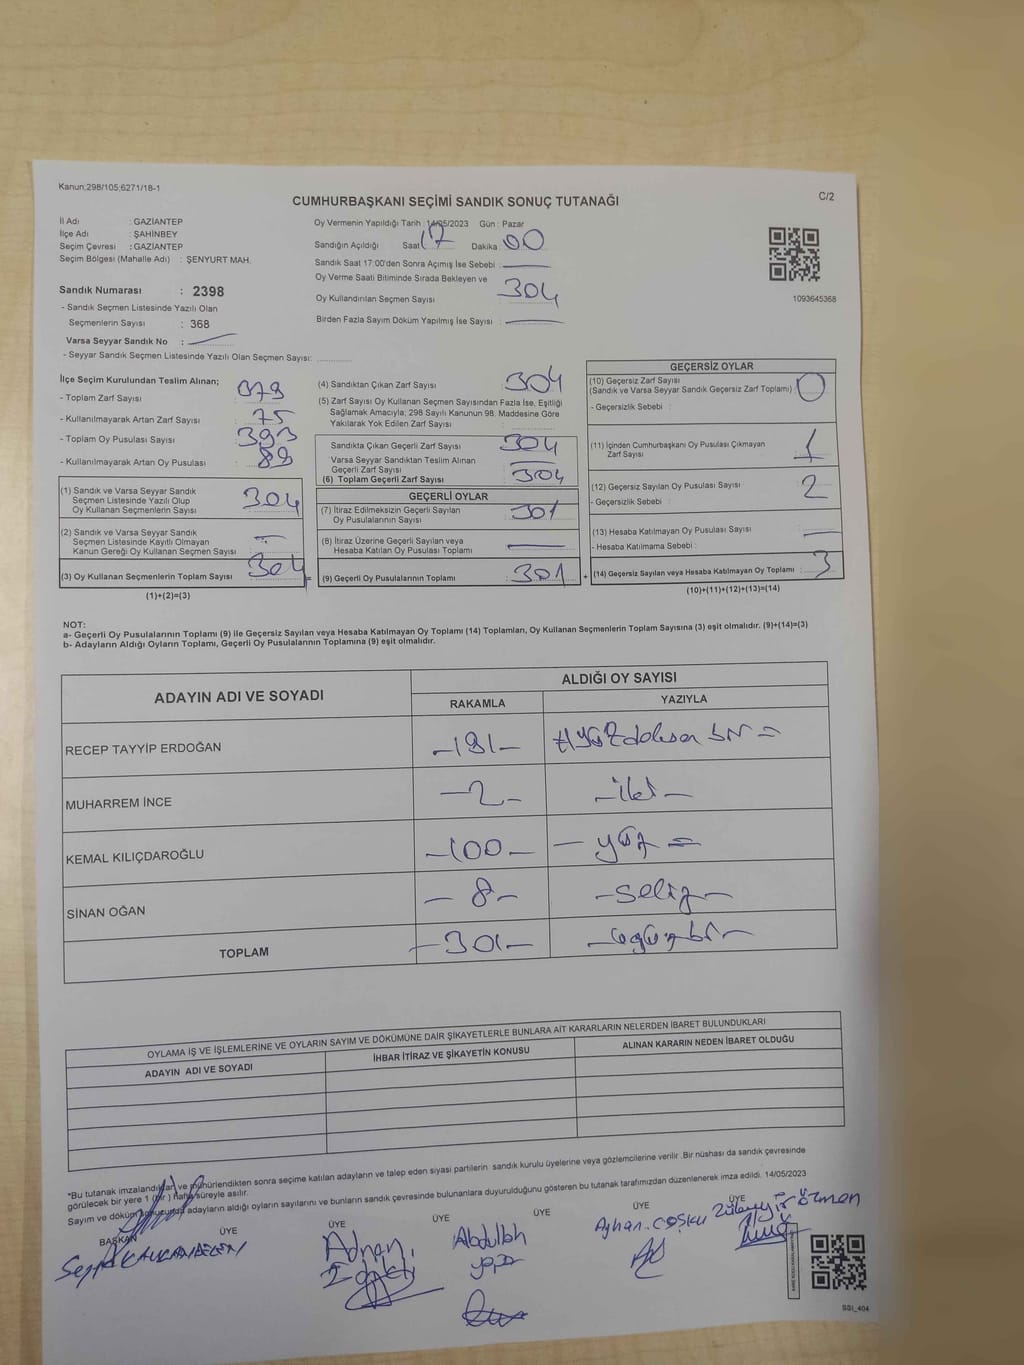 Kanun;298/105;6271/18-1
C/2
CUMHURBAŞKANI SEÇİMİ SANDIK SONUÇ TUTANAĞI
İl Adı : GAZİANTEP
İlçe Adı : ŞAHİNBEY
Seçim Çevresi : GAZİANTEP
Seçim Bölgesi (Mahalle Adı) : ŞENYURT MAH.
Sandık Numarası : 2398
- Sandık Seçmen Listesinde Yazılı Olan
Seçmenlerin Sayısı : 368
Varsa Seyyar Sandık No :
- Seyyar Sandık Seçmen Listesinde Yazılı Olan Seçmen Sayısı:
Oy Vermenin Yapıldığı Tarih : 14/05/2023 Gün : Pazar
Sandığın Açıldığı Saat 17 Dakika : 00
Sandık Saat 17:00'den Sonra Açımış İse Sebebi :
Oy Verme Saati Bitiminde Sırada Bekleyen ve
Oy Kullandırılan Seçmen Sayısı 304
Birden Fazla Sayım Döküm Yapılmış İse Sayısı :
1093645368
İlçe Seçim Kurulundan Teslim Alınan;
- Toplam Zarf Sayısı : 379
- Kullanılmayarak Artan Zarf Sayısı : 75
- Toplam Oy Pusulası Sayısı : 393
- Kullanılmayarak Artan Oy Pusulası : 89
(1) Sandık ve Varsa Seyyar Sandık
Seçmen Listesinde Yazılı Olup
Oy Kullanan Seçmenlerin Sayısı : 304
(2) Sandık ve Varsa Seyyar Sandık
Seçmen Listesinde Kayıtlı Olmayan
Kanun Gereği Oy Kullanan Seçmen Sayısı :
(3) Oy Kullanan Seçmenlerin Toplam Sayısı : 304
(1)+(2)=(3)
(4) Sandıktan Çıkan Zarf Sayısı : 304
(5) Zarf Sayısı Oy Kullanan Seçmen Sayısından Fazla İse, Eşitliği
Sağlamak Amacıyla; 298 Sayılı Kanunun 98. Maddesine Göre
Yakılarak Yok Edilen Zarf Sayısı :
Sandıkta Çıkan Geçerli Zarf Sayısı : 304
Varsa Seyyar Sandıktan Teslim Alınan
Geçerli Zarf Sayısı :
(6) Toplam Geçerli Zarf Sayısı : 304
GEÇERLİ OYLAR
(7) İtiraz Edilmeksizin Geçerli Sayılan
Oy Pusulalarının Sayısı : 301
(8) İtiraz Üzerine Geçerli Sayılan veya
Hesaba Katılan Oy Pusulası Toplamı :
= (9) Geçerli Oy Pusulalarının Toplamı : 301
GEÇERSİZ OYLAR
(10) Geçersiz Zarf Sayısı
(Sandık ve Varsa Seyyar Sandık Geçersiz Zarf Toplamı) : 0
- Geçersizlik Sebebi :
(11) İçinden Cumhurbaşkanı Oy Pusulası Çıkmayan
Zarf Sayısı : 1
(12) Geçersiz Sayılan Oy Pusulası Sayısı : 2
- Geçersizlik Sebebi :
(13) Hesaba Katılmayan Oy Pusulası Sayısı :
- Hesaba Katılmama Sebebi :
+ (14) Geçersiz Sayılan veya Hesaba Katılmayan Oy Toplamı : 3
(10)+(11)+(12)+(13)=(14)
NOT:
a- Geçerli Oy Pusulalarının Toplamı (9) ile Geçersiz Sayılan veya Hesaba Katılmayan Oy Toplamı (14) Toplamları, Oy Kullanan Seçmenlerin Toplam Sayısına (3) eşit olmalıdır. (9)+(14)=(3)
b- Adayların Aldığı Oyların Toplamı, Geçerli Oy Pusulalarının Toplamına (9) eşit olmalıdır.
ADAYIN ADI VE SOYADI ALDIĞI OY SAYISI
RAKAMLA YAZIYLA
RECEP TAYYİP ERDOĞAN -191-
MUHARREM İNCE -2- -iki-
KEMAL KILIÇDAROĞLU -100- -yüz=
SİNAN OĞAN -8- -sekiz-
TOPLAM -301- -üçyüzbir-
OYLAMA İŞ VE İŞLEMLERİNE VE OYLARIN SAYIM VE DÖKÜMÜNE DAİR ŞİKAYETLERLE BUNLARA AİT KARARLARIN NELERDEN İBARET BULUNDUKLARI
ADAYIN ADI VE SOYADI İHBAR İTİRAZ VE ŞİKAYETİN KONUSU ALINAN KARARIN NEDEN İBARET OLDUĞU
*Bu tutanak imzalandıktan ve mühürlendikten sonra seçime katılan adayların ve talep eden siyasi partilerin sandık kurulu üyelerine veya gözlemcilerine verilir .Bir nüshası da sandık çevresinde
görülecek bir yere 1 (bir ) hafta süreyle asılır.
Sayım ve döküm sonucunda adayların aldığı oyların sayılarını ve bunların sandık çevresinde bulunanlara duyurulduğunu gösteren bu tutanak tarafımızdan düzenlenerek imza edildi. 14/05/2023
BAŞKAN ÜYE ÜYE ÜYE ÜYE ÜYE ÜYE
Adnan Abdullah Ayhan COŞKU
SSI_404